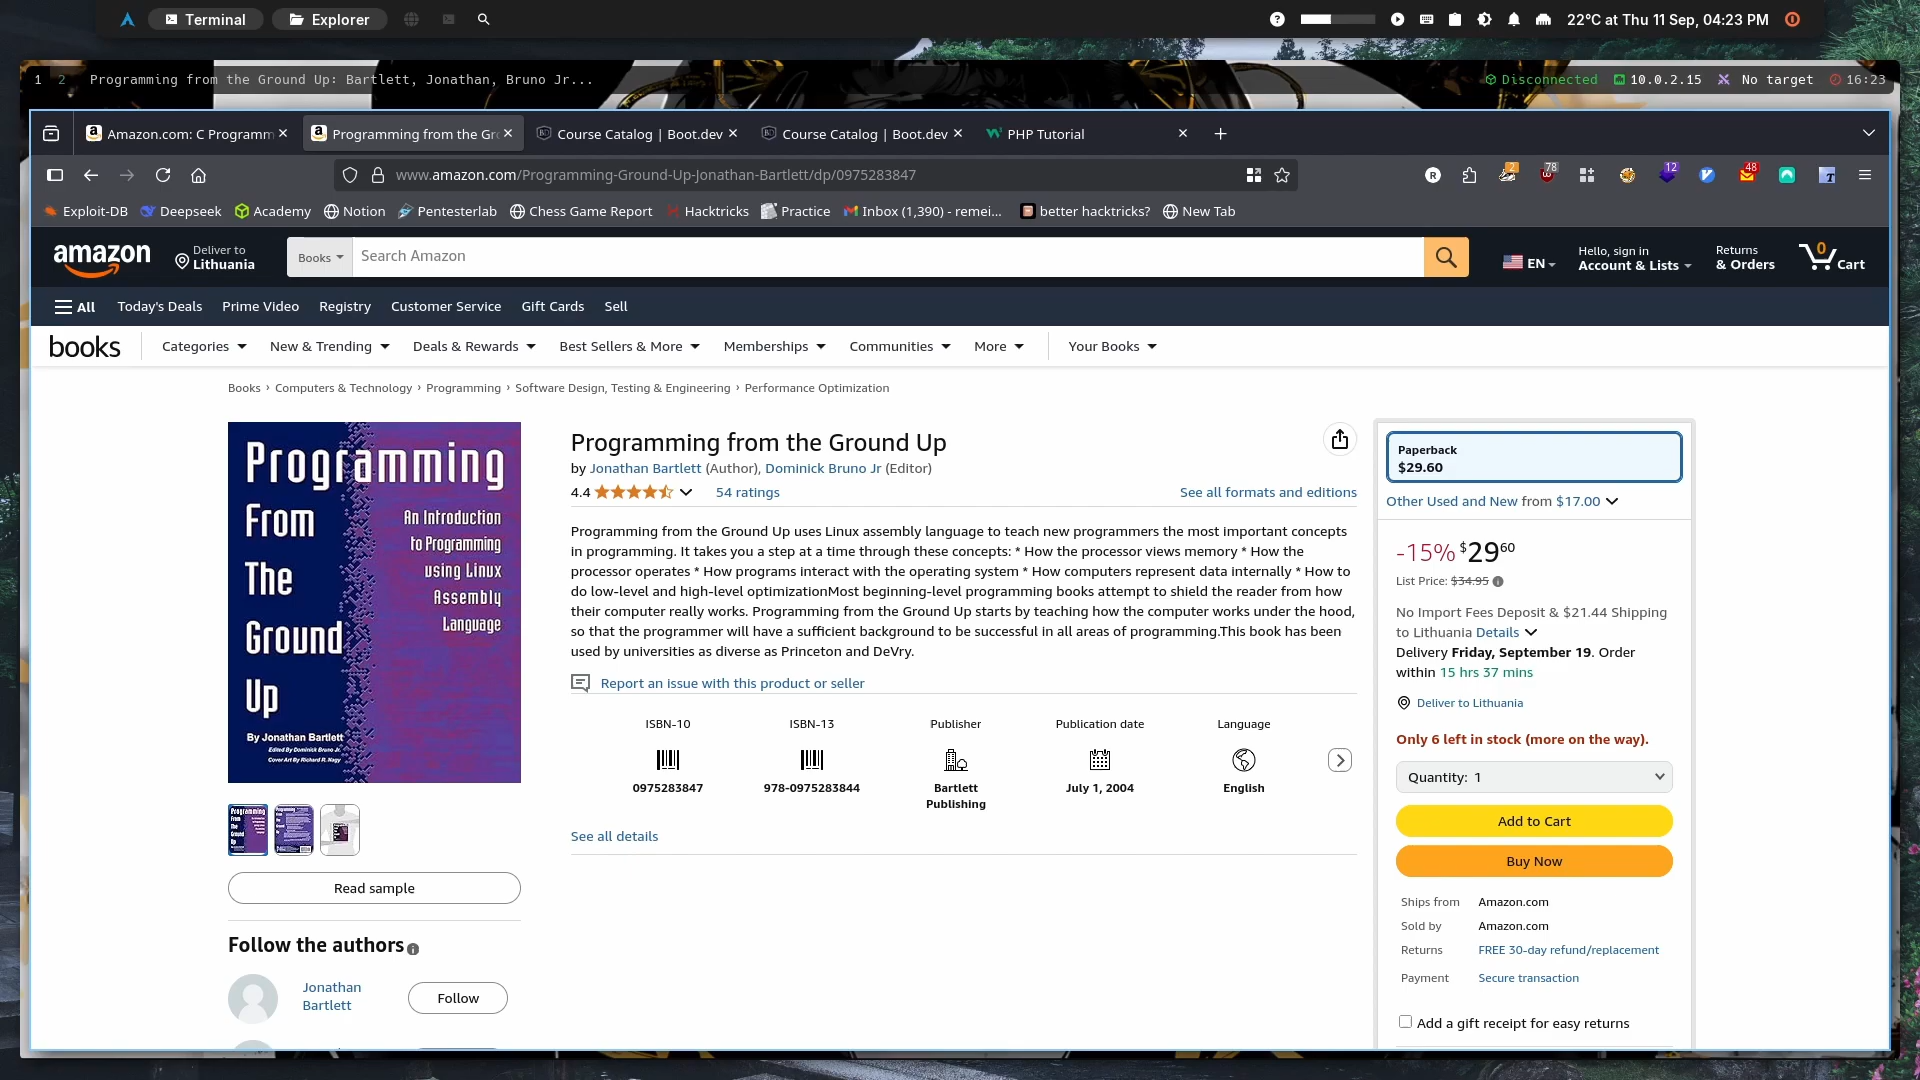 Terminal
Explorer
22°C at Thu 11 Sep, 04:23 PM
1 2 Programming from the Ground Up: Bartlett, Jonathan, Bruno Jr...
Disconnected 10.0.2.15 No target 16:23
Amazon.com: C Programm
Programming from the Gr
Course Catalog | Boot.dev
Course Catalog | Boot.dev
PHP Tutorial
www.amazon.com/Programming-Ground-Up-Jonathan-Bartlett/dp/0975283847
R 2 78 12 48
Exploit-DB Deepseek Academy Notion Pentesterlab Chess Game Report Hacktricks Practice Inbox (1,390) - remei... better hacktricks? New Tab
amazon
Deliver to
Lithuania
Books
Search Amazon
EN
Hello, sign in
Account & Lists
Returns
& Orders
0
Cart
All Today's Deals Prime Video Registry Customer Service Gift Cards Sell
books Categories New & Trending Deals & Rewards Best Sellers & More Memberships Communities More Your Books
Books › Computers & Technology › Programming › Software Design, Testing & Engineering › Performance Optimization
Programming
From
The
Ground
Up
An Introduction
to Programming
using Linux
Assembly
Language
By Jonathan Bartlett
Edited By Dominick Bruno Jr.
Cover Art By Richard R. Nagy
Read sample
Follow the authors
Jonathan
Bartlett
Follow
Programming from the Ground Up
by Jonathan Bartlett (Author), Dominick Bruno Jr (Editor)
4.4 54 ratings
See all formats and editions
Programming from the Ground Up uses Linux assembly language to teach new programmers the most important concepts
in programming. It takes you a step at a time through these concepts: * How the processor views memory * How the
processor operates * How programs interact with the operating system * How computers represent data internally * How to
do low-level and high-level optimizationMost beginning-level programming books attempt to shield the reader from how
their computer really works. Programming from the Ground Up starts by teaching how the computer works under the hood,
so that the programmer will have a sufficient background to be successful in all areas of programming.This book has been
used by universities as diverse as Princeton and DeVry.
Report an issue with this product or seller
ISBN-10
0975283847
ISBN-13
978-0975283844
Publisher
Bartlett
Publishing
Publication date
July 1, 2004
Language
English
See all details
Paperback
$29.60
Other Used and New from $17.00
-15% $29 60
List Price: $34.95
No Import Fees Deposit & $21.44 Shipping
to Lithuania Details
Delivery Friday, September 19. Order
within 15 hrs 37 mins
Deliver to Lithuania
Only 6 left in stock (more on the way).
Quantity: 1
Add to Cart
Buy Now
Ships from Amazon.com
Sold by Amazon.com
Returns FREE 30-day refund/replacement
Payment Secure transaction
Add a gift receipt for easy returns